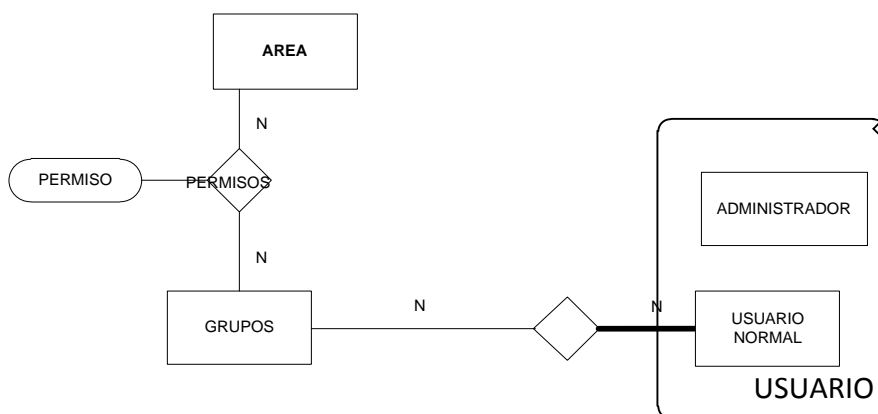 AREA
N
PERMISO
PERMISOS
ADMINISTRADOR
N
GRUPOS
N
N
USUARIO
NORMAL
USUARIO